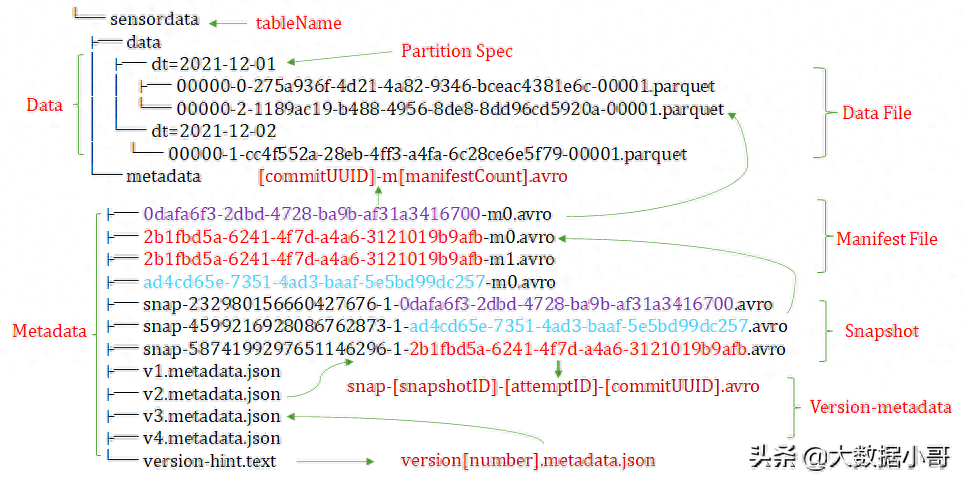 sensordata
tableName
data
Partition Spec
dt=2021-12-01
00000-0-275a936f-4d21-4a82-9346-bceac4381e6c-00001.parquet
Data
00000-2-1189ac19-b488-4956-8de8-8dd96cd5920a-00001.parquet
Data File
dt=2021-12-02
00000-1-cc4f552a-28eb-4ff3-a4fa-6c28ce6e5f79-00001.parquet
metadata
[commitUUID]-m[manifestCount].avro
0dafa6f3-2dbd-4728-ba9b-af31a3416700-m0.avro
2b1fbd5a-6241-4f7d-a4a6-3121019b9afb-m0.avro
Manifest File
2b1fbd5a-6241-4f7d-a4a6-3121019b9afb-m1.avro
ad4cd65e-7351-4ad3-baaf-5e5bd99dc257-m0.avro
snap-232980156660427676-1-0dafa6f3-2dbd-4728-ba9b-af31a3416700.avro
Metadata
snap-4599216928086762873-1-ad4cd65e-7351-4ad3-baaf-5e5bd99dc257.avro
Snapshot
snap-5874199297651146296-1-2b1fbd5a-6241-4f7d-a4a6-3121019b9afb.avro
v1.metadata.json
snap-[snapshotID]-[attemptID]-[commitUUID].avro
v2.metadata.json
Version-metadata
v3.metadata.json
v4.metadata.json
version-hint.text
version[number].metadata.json
头条 @大数据小哥